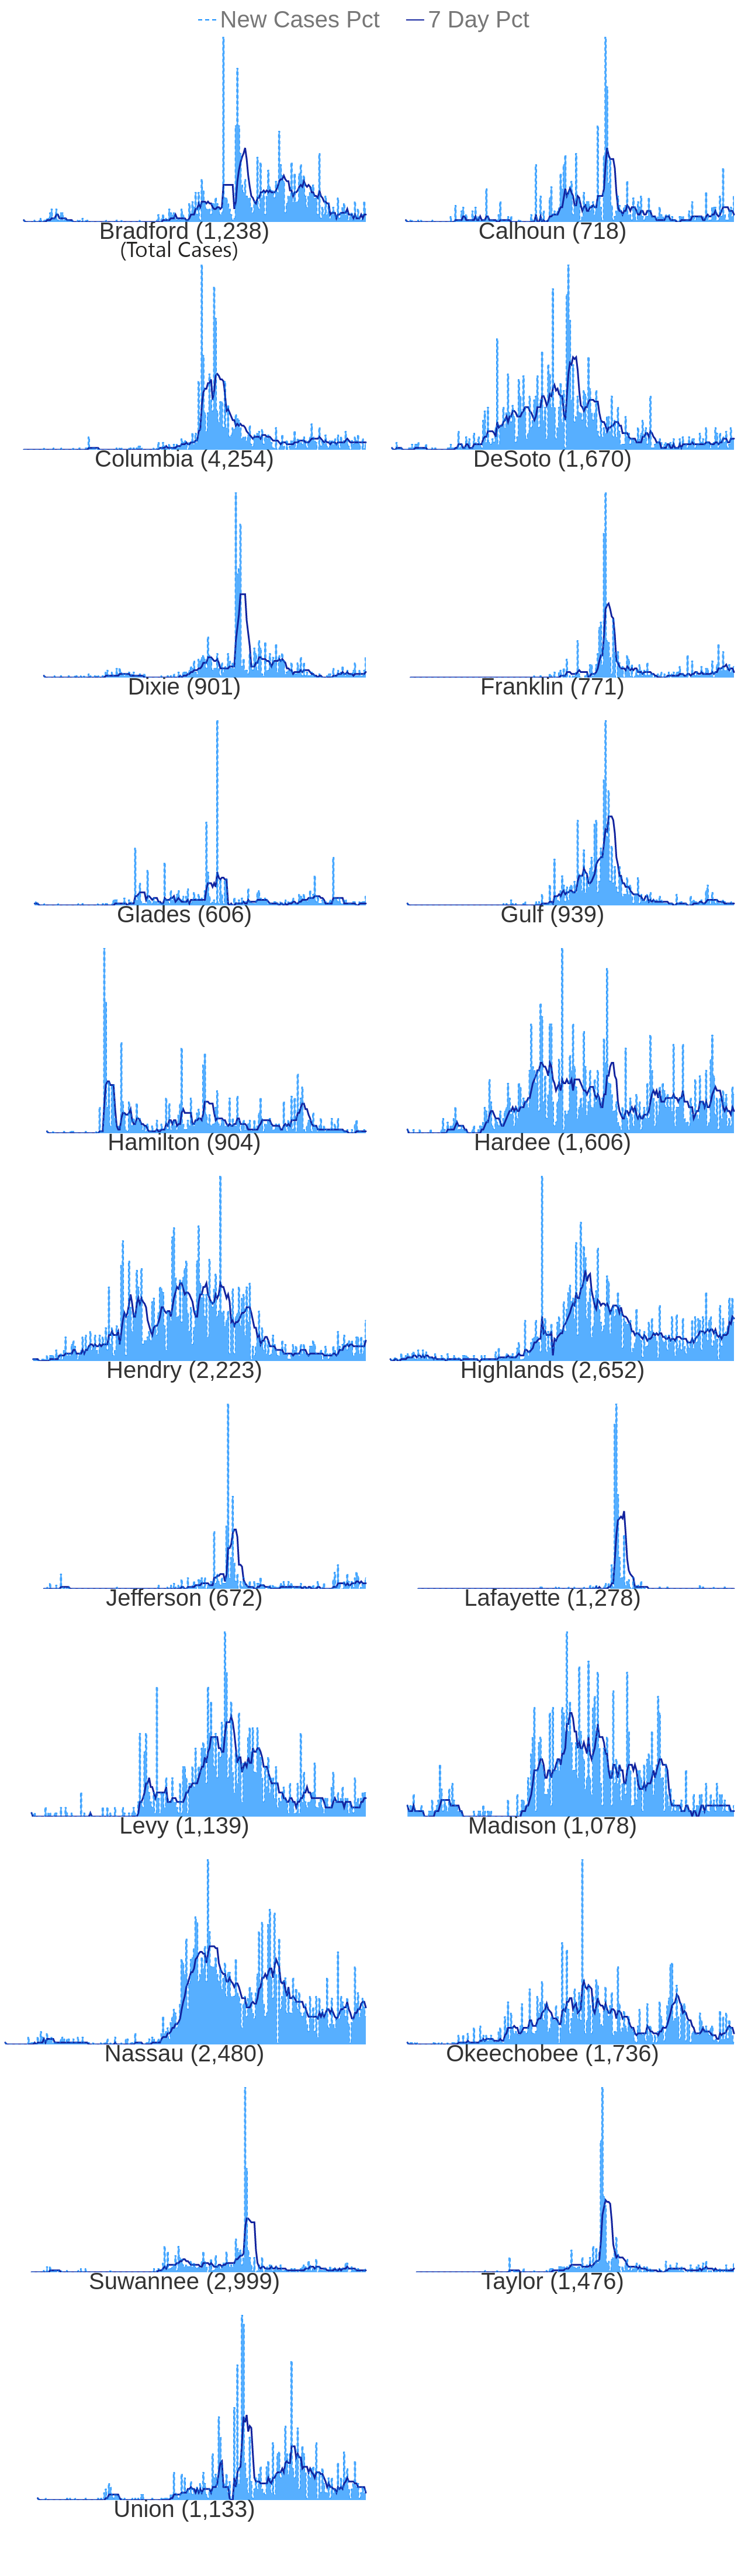 New Cases Pct 7 Day Pct
Bradford (1,238) Calhoun (718)
(Total Cases)
Columbia (4,254) DeSoto (1,670)
Dixie (901) Franklin (771)
Glades (606) Gulf (939)
Hamilton (904) Hardee (1,606)
Hendry (2,223) Highlands (2,652)
Jefferson (672) Lafayette (1,278)
Levy (1,139) Madison (1,078)
Nassau (2,480) Okeechobee (1,736)
Suwannee (2,999) Taylor (1,476)
Union (1,133)